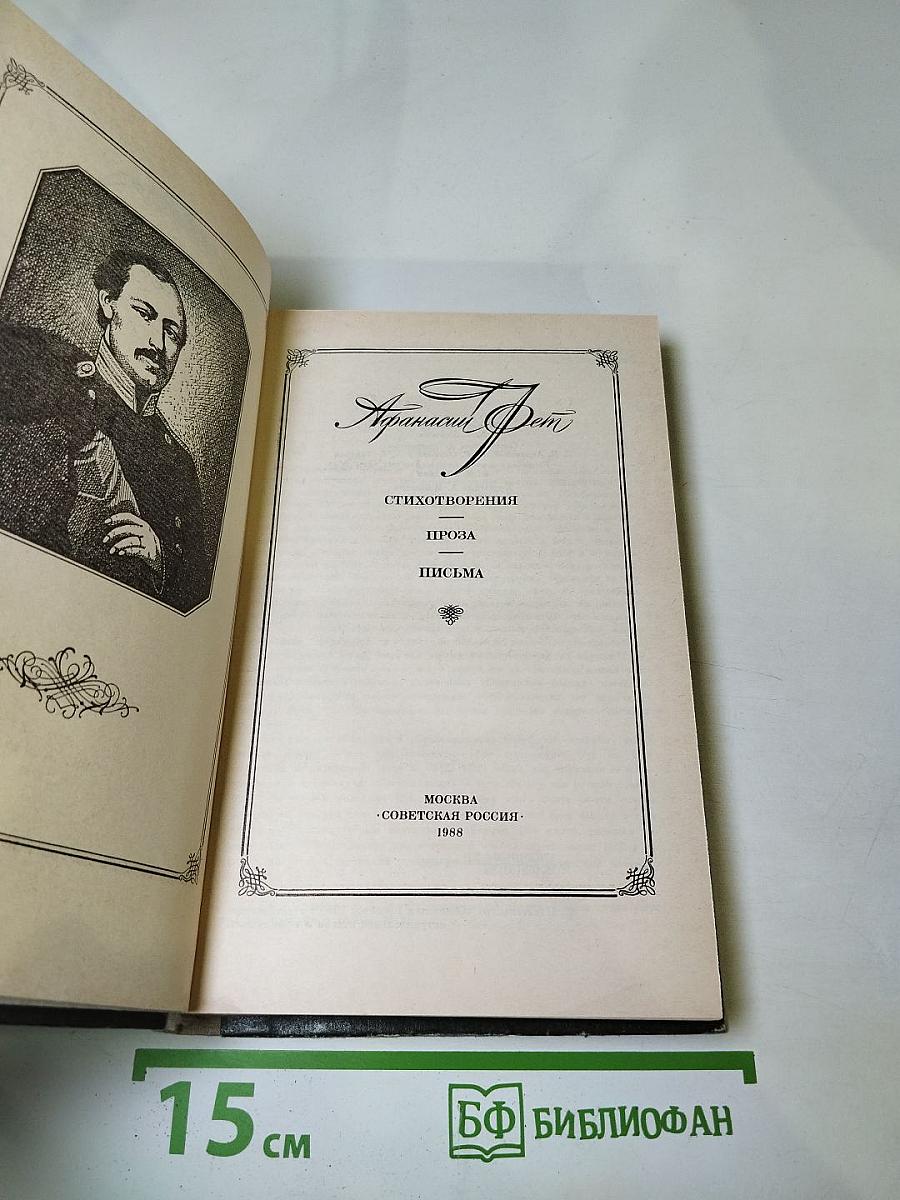 Афанасий Фет
СТИХОТВОРЕНИЯ
ПРОЗА
ПИСЬМА
МОСКВА
·СОВЕТСКАЯ РОССИЯ·
1988
15 см
БФ БИБЛИОФАН